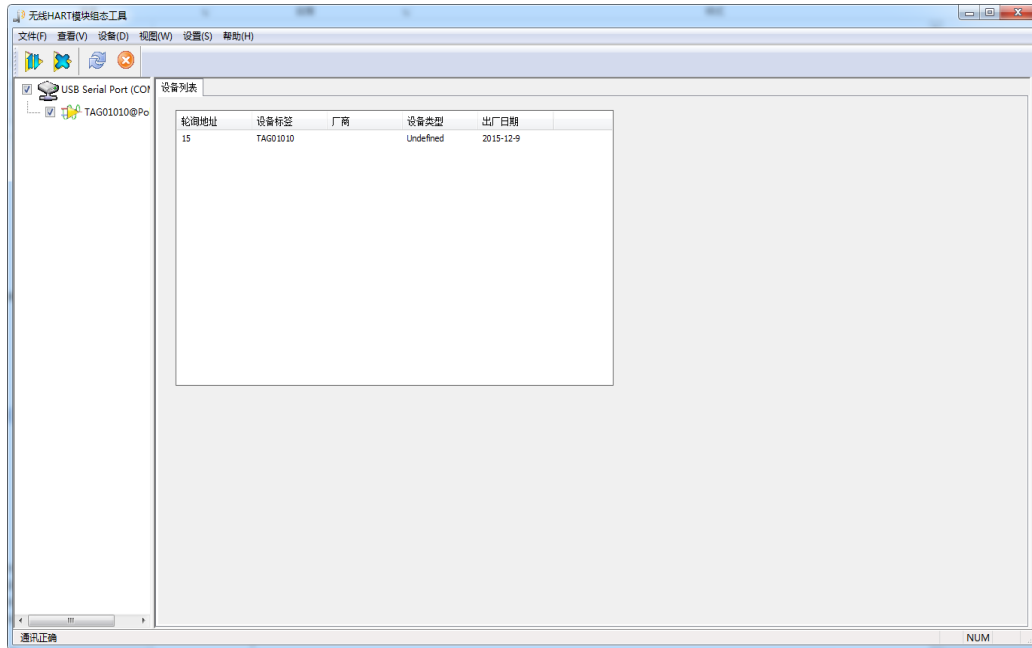 无线HART模块组态工具
文件(F) 查看(V) 设备(D) 视图(W) 设置(S) 帮助(H)
USB Serial Port (CO
TAG01010@Po
设备列表
轮询地址 设备标签 厂商 设备类型 出厂日期
15 TAG01010 Undefined 2015-12-9
通讯正确 NUM